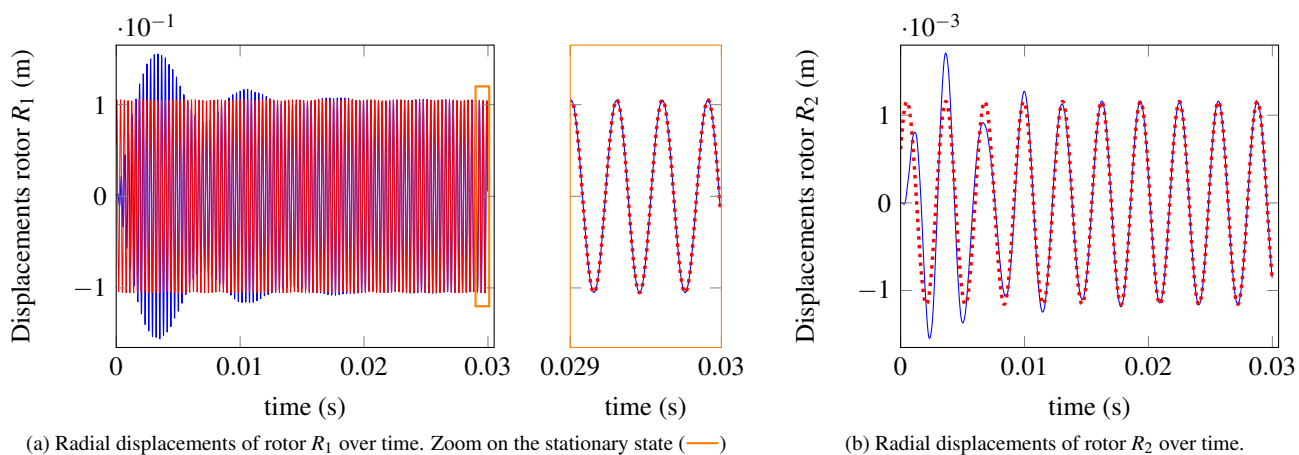 ·10⁻¹
Displacements rotor R₁ (m)
1
0
−1
0
0.01
0.02
0.03
time (s)
0.029
0.03
time (s)
(a) Radial displacements of rotor R₁ over time. Zoom on the stationary state (—)
·10⁻³
Displacements rotor R₂ (m)
1
0
−1
0
0.01
0.02
0.03
time (s)
(b) Radial displacements of rotor R₂ over time.